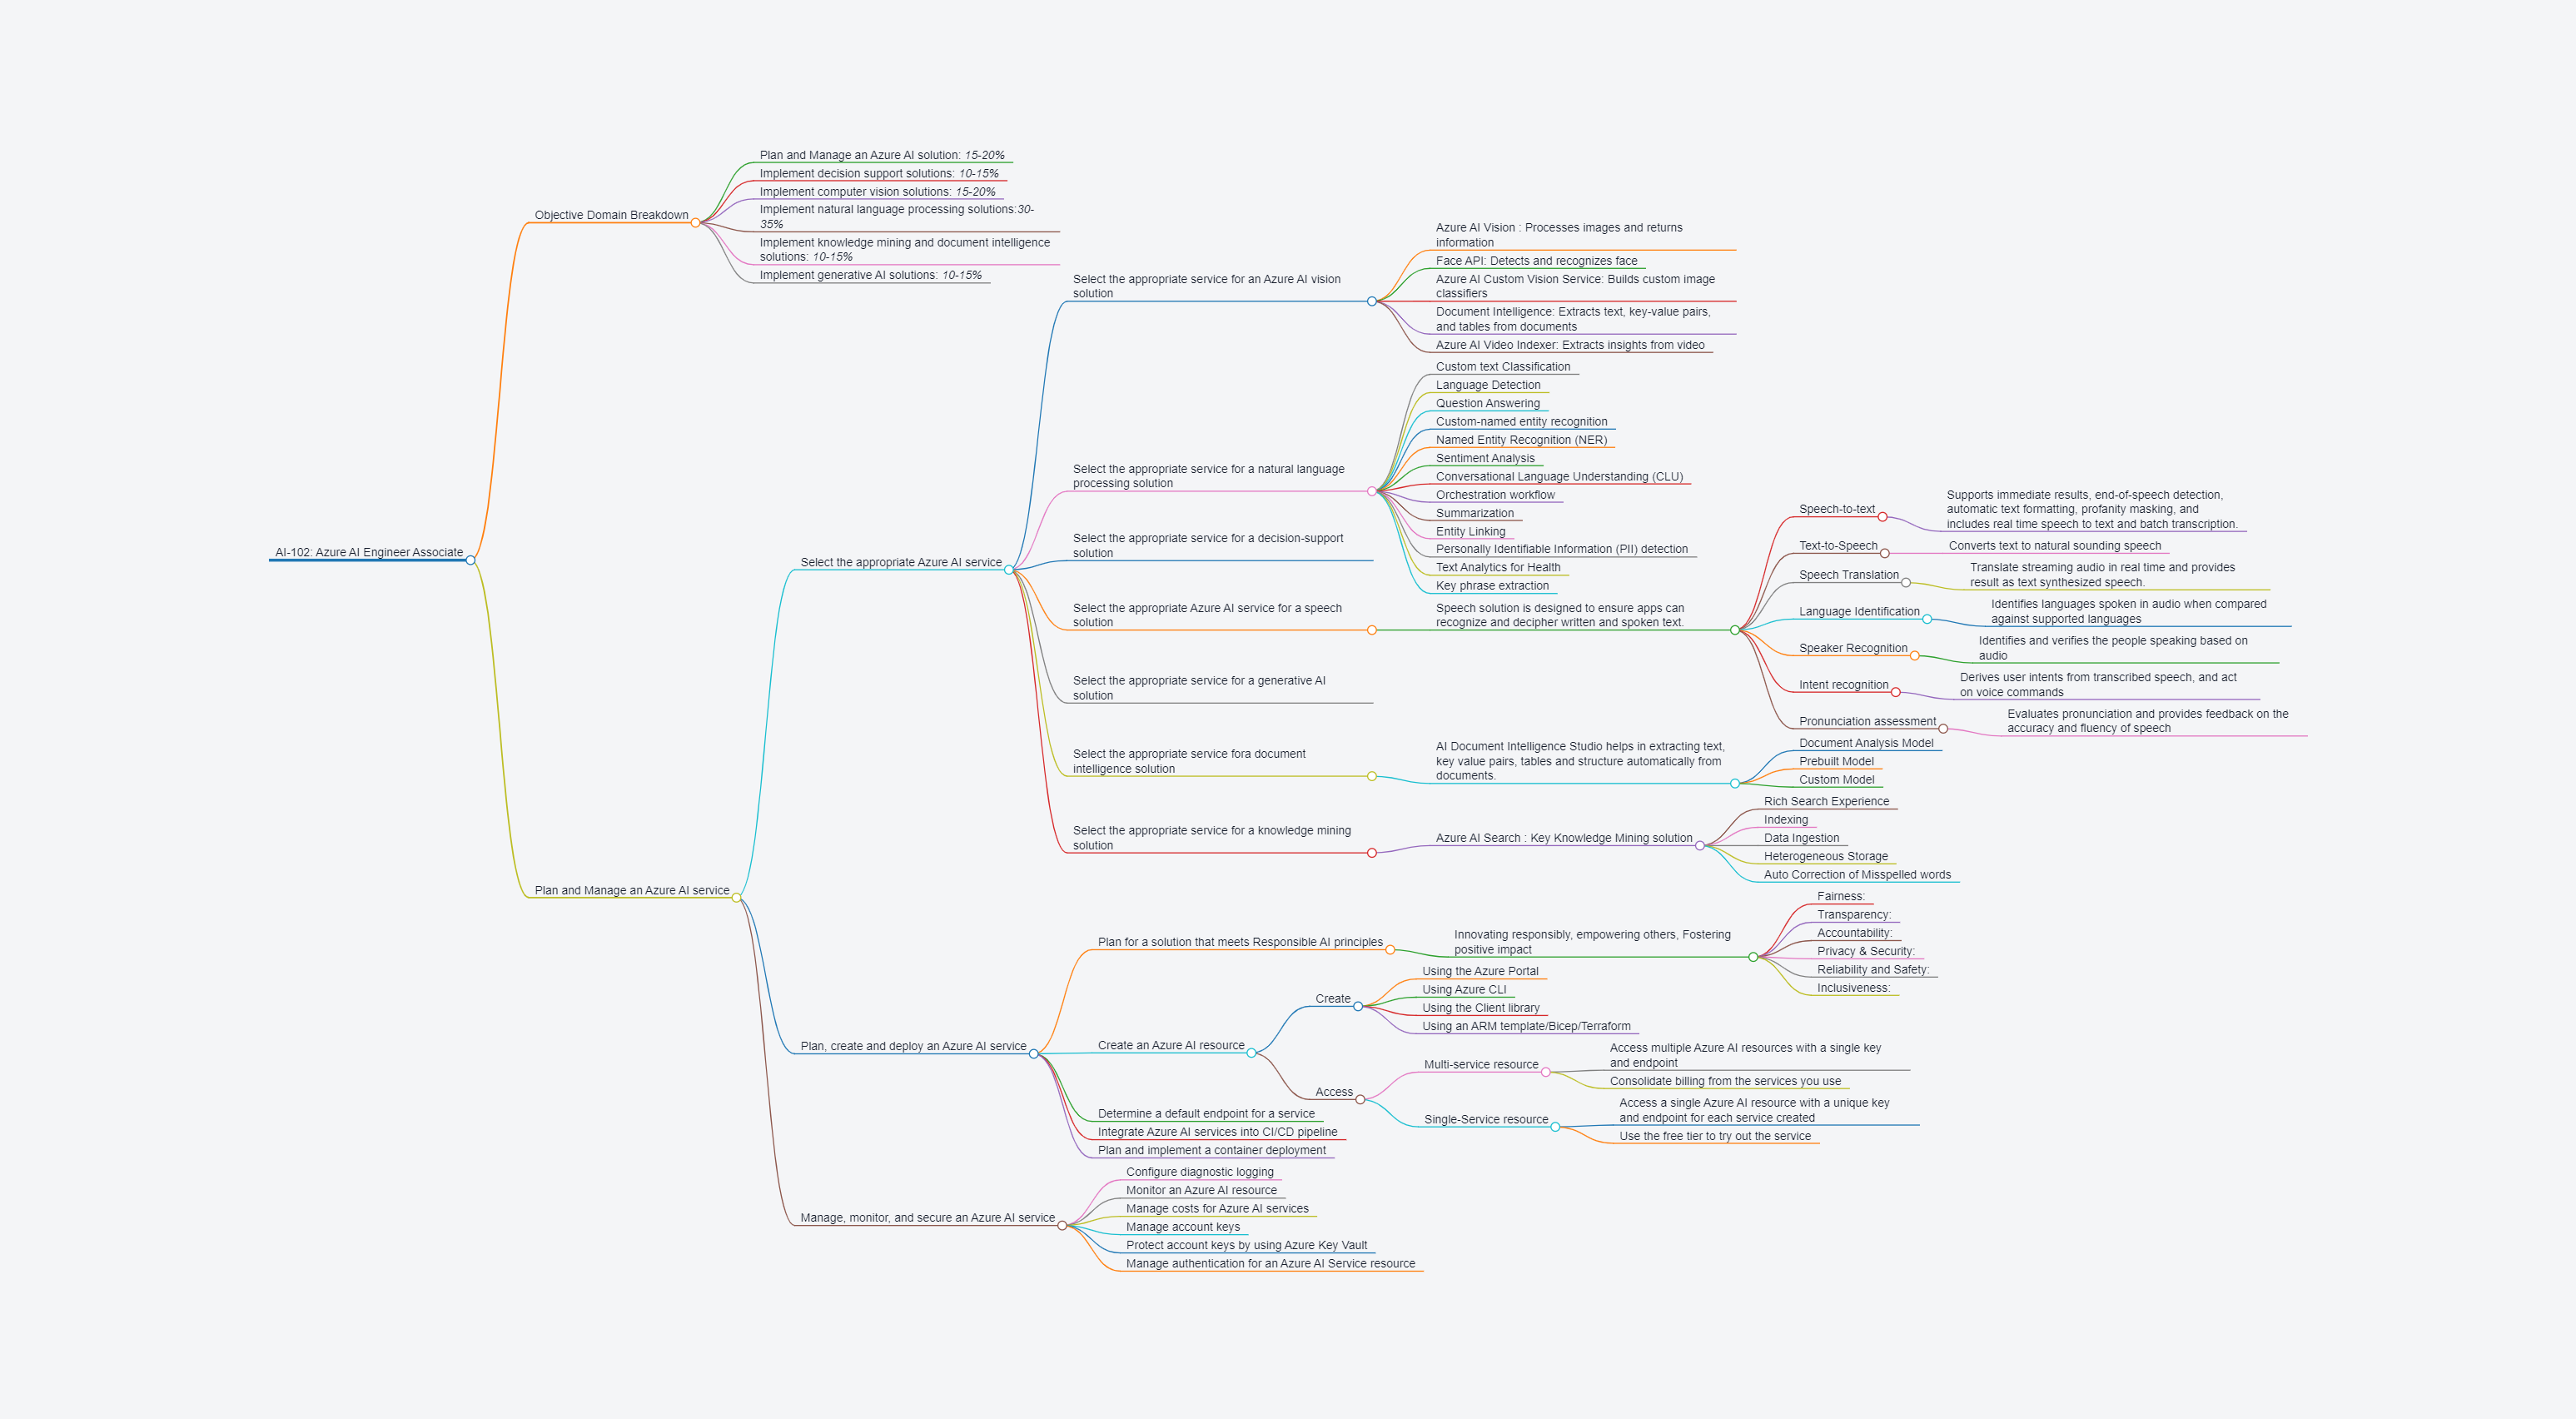 AI-102: Azure AI Engineer Associate
Objective Domain Breakdown
Plan and Manage an Azure AI solution: 15-20%
Implement decision support solutions: 10-15%
Implement computer vision solutions: 15-20%
Implement natural language processing solutions:30-
35%
Implement knowledge mining and document intelligence
solutions: 10-15%
Implement generative AI solutions: 10-15%
Plan and Manage an Azure AI service
Select the appropriate Azure AI service
Select the appropriate service for an Azure AI vision
solution
Azure AI Vision : Processes images and returns
information
Face API: Detects and recognizes face
Azure AI Custom Vision Service: Builds custom image
classifiers
Document Intelligence: Extracts text, key-value pairs,
and tables from documents
Azure AI Video Indexer: Extracts insights from video
Select the appropriate service for a natural language
processing solution
Custom text Classification
Language Detection
Question Answering
Custom-named entity recognition
Named Entity Recognition (NER)
Sentiment Analysis
Conversational Language Understanding (CLU)
Orchestration workflow
Summarization
Entity Linking
Personally Identifiable Information (PII) detection
Text Analytics for Health
Key phrase extraction
Select the appropriate service for a decision-support
solution
Select the appropriate Azure AI service for a speech
solution
Speech solution is designed to ensure apps can
recognize and decipher written and spoken text.
Speech-to-text
Supports immediate results, end-of-speech detection,
automatic text formatting, profanity masking, and
includes real time speech to text and batch transcription.
Text-to-Speech
Converts text to natural sounding speech
Speech Translation
Translate streaming audio in real time and provides
result as text synthesized speech.
Language Identification
Identifies languages spoken in audio when compared
against supported languages
Speaker Recognition
Identifies and verifies the people speaking based on
audio
Intent recognition
Derives user intents from transcribed speech, and act
on voice commands
Pronunciation assessment
Evaluates pronunciation and provides feedback on the
accuracy and fluency of speech
Select the appropriate service for a generative AI
solution
Select the appropriate service fora document
intelligence solution
AI Document Intelligence Studio helps in extracting text,
key value pairs, tables and structure automatically from
documents.
Document Analysis Model
Prebuilt Model
Custom Model
Select the appropriate service for a knowledge mining
solution
Azure AI Search : Key Knowledge Mining solution
Rich Search Experience
Indexing
Data Ingestion
Heterogeneous Storage
Auto Correction of Misspelled words
Plan, create and deploy an Azure AI service
Plan for a solution that meets Responsible AI principles
Innovating responsibly, empowering others, Fostering
positive impact
Fairness:
Transparency:
Accountability:
Privacy & Security:
Reliability and Safety:
Inclusiveness:
Create an Azure AI resource
Create
Using the Azure Portal
Using Azure CLI
Using the Client library
Using an ARM template/Bicep/Terraform
Access
Multi-service resource
Access multiple Azure AI resources with a single key
and endpoint
Consolidate billing from the services you use
Single-Service resource
Access a single Azure AI resource with a unique key
and endpoint for each service created
Use the free tier to try out the service
Determine a default endpoint for a service
Integrate Azure AI services into CI/CD pipeline
Plan and implement a container deployment
Manage, monitor, and secure an Azure AI service
Configure diagnostic logging
Monitor an Azure AI resource
Manage costs for Azure AI services
Manage account keys
Protect account keys by using Azure Key Vault
Manage authentication for an Azure AI Service resource